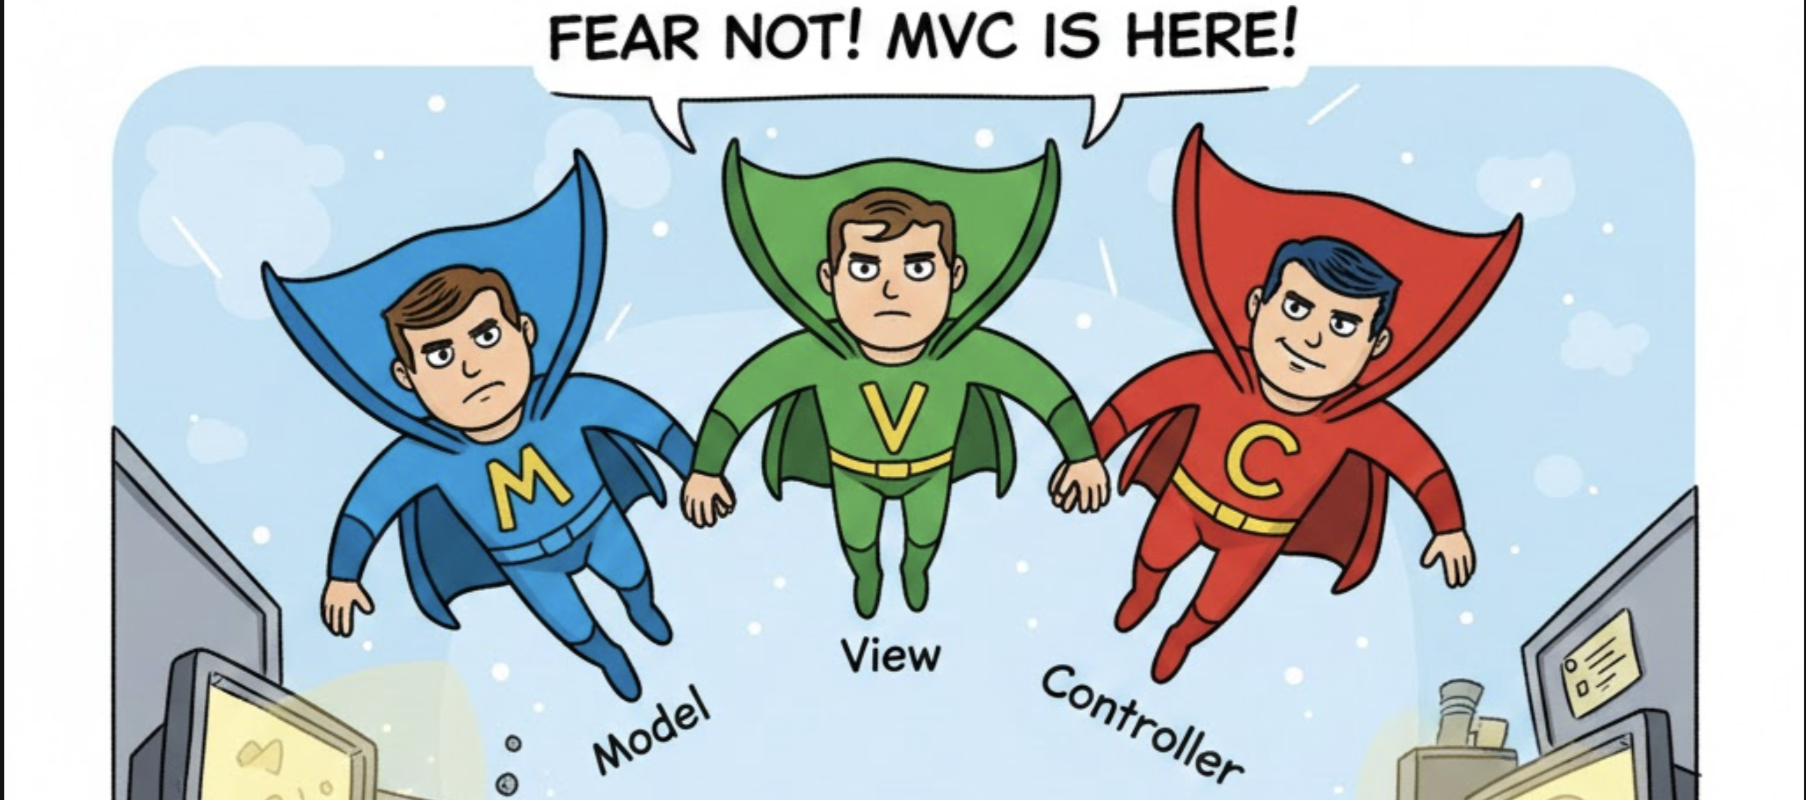 FEAR NOT! MVC IS HERE!
M
V
C
Model
View
Controller